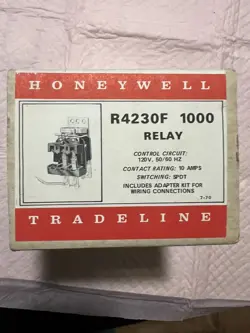 HONEYWELL
R4230F 1000
RELAY
CONTROL CIRCUIT:
120V, 50/60 HZ
CONTACT RATING: 10 AMPS
SWITCHING: SPDT
INCLUDES ADAPTER KIT FOR
WIRING CONNECTIONS
7-70
TRADELINE